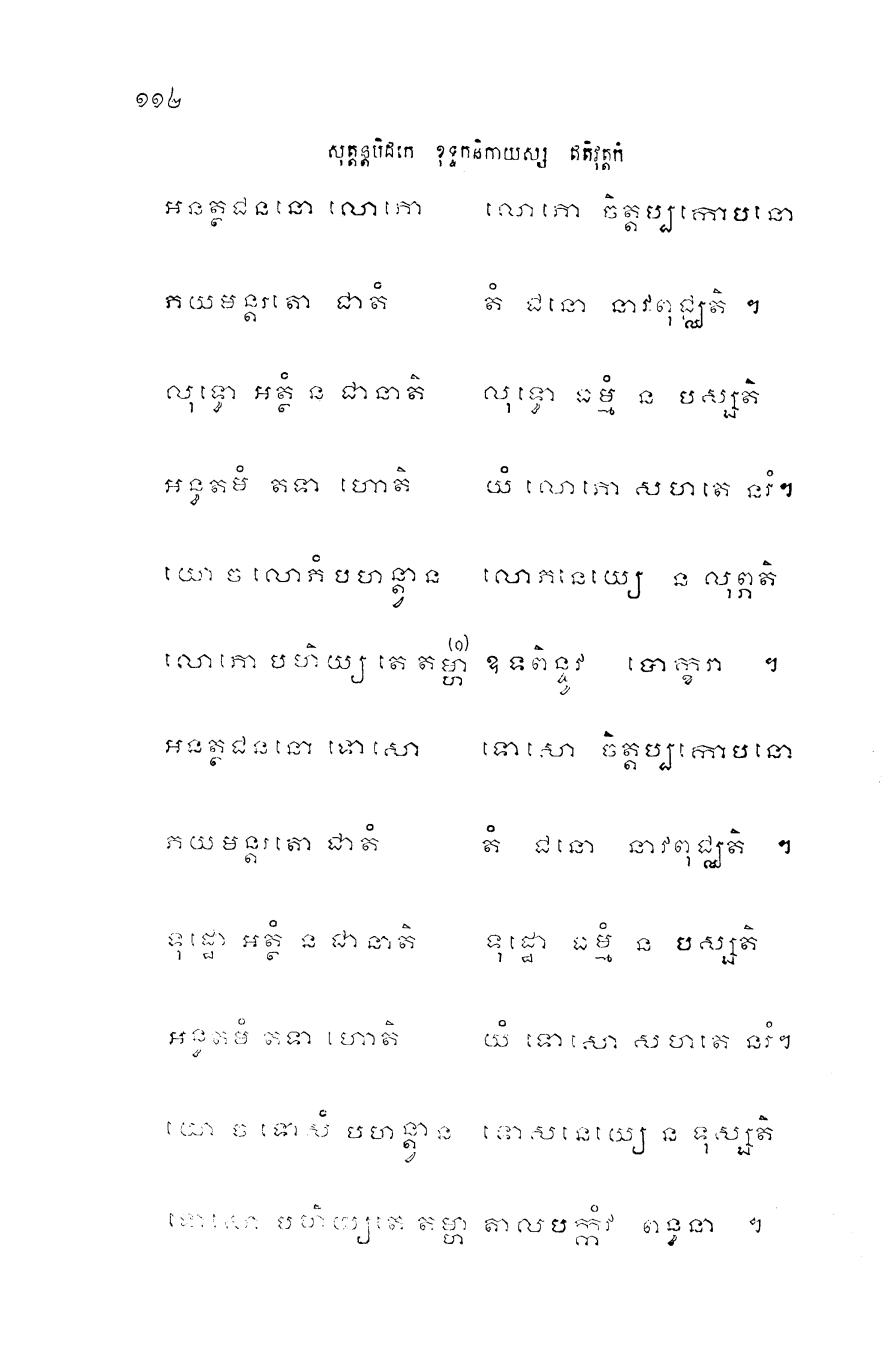 ១១២
សុត្តន្តបិដកេ ខុទ្ទកនិកាយស្ស ឥតិវុត្តកំ
អនត្ថជននោ លោភោ លោភោ ចិត្តប្បកោបនោ
ភយមន្តរតោ ជាតំ តំ ជនោ នាវពុជ្ឈតិ ។
លុទ្ធោ អត្ថំ ន ជានាតិ លុទ្ធោ ធម្មំ ន បស្សតិ
អន្ធតមំ តទា ហោតិ យំ លោភោ សហតេ នរំ។
យោ ច លោភំ បហន្ត្វាន លោភនេយ្យេ ន លុព្ភតិ
លោភោ បហិយ្យតេ តម្ហា (១) ឧទពិន្ទូវ បោក្ខរា ។
អនត្ថជននោ ទោសោ ទោសោ ចិត្តប្បកោបនោ
ភយមន្តរតោ ជាតំ តំ ជនោ នាវពុជ្ឈតិ ។
ទុដ្ឋោ អត្ថំ ន ជានាតិ ទុដ្ឋោ ធម្មំ ន បស្សតិ
អន្ធតមំ តទា ហោតិ យំ ទោសោ សហតេ នរំ។
យោ ច ទោសំ បហន្ត្វាន ទោសនេយ្យេ ន ទុស្សតិ
ទោសោ បហិយ្យតេ តម្ហា តាលបក្កំវ ពន្ធនា ។